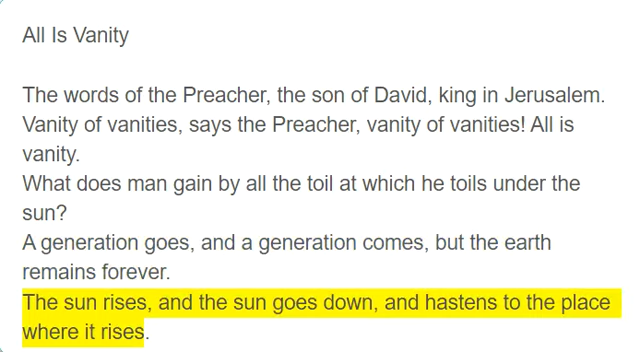 All Is Vanity
The words of the Preacher, the son of David, king in Jerusalem.
Vanity of vanities, says the Preacher, vanity of vanities! All is
vanity.
What does man gain by all the toil at which he toils under the
sun?
A generation goes, and a generation comes, but the earth
remains forever.
The sun rises, and the sun goes down, and hastens to the place
where it rises.